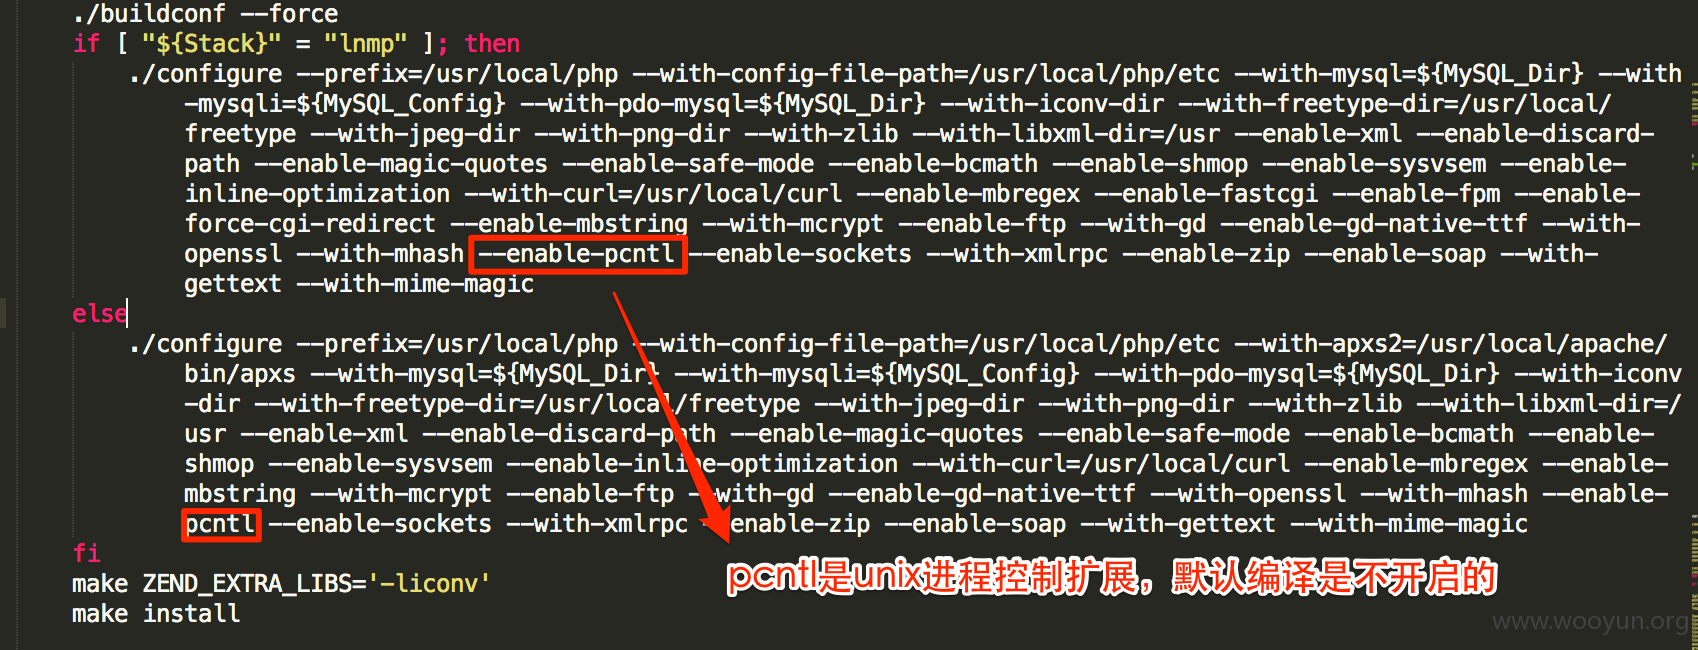 ./buildconf --force
if [ "${Stack}" = "lnmp" ]; then
./configure --prefix=/usr/local/php --with-config-file-path=/usr/local/php/etc --with-mysql=${MySQL_Dir} --with
-mysqli=${MySQL_Config} --with-pdo-mysql=${MySQL_Dir} --with-iconv-dir --with-freetype-dir=/usr/local/
freetype --with-jpeg-dir --with-png-dir --with-zlib --with-libxml-dir=/usr --enable-xml --enable-discard-
path --enable-magic-quotes --enable-safe-mode --enable-bcmath --enable-shmop --enable-sysvsem --enable-
inline-optimization --with-curl=/usr/local/curl --enable-mbregex --enable-fastcgi --enable-fpm --enable-
force-cgi-redirect --enable-mbstring --with-mcrypt --enable-ftp --with-gd --enable-gd-native-ttf --with-
openssl --with-mhash --enable-pcntl --enable-sockets --with-xmlrpc --enable-zip --enable-soap --with-
gettext --with-mime-magic
else
./configure --prefix=/usr/local/php --with-config-file-path=/usr/local/php/etc --with-apxs2=/usr/local/apache/
bin/apxs --with-mysql=${MySQL_Dir} --with-mysqli=${MySQL_Config} --with-pdo-mysql=${MySQL_Dir} --with-iconv
-dir --with-freetype-dir=/usr/local/freetype --with-jpeg-dir --with-png-dir --with-zlib --with-libxml-dir=/
usr --enable-xml --enable-discard-path --enable-magic-quotes --enable-safe-mode --enable-bcmath --enable-
shmop --enable-sysvsem --enable-inline-optimization --with-curl=/usr/local/curl --enable-mbregex --enable-
mbstring --with-mcrypt --enable-ftp --with-gd --enable-gd-native-ttf --with-openssl --with-mhash --enable-
pcntl --enable-sockets --with-xmlrpc --enable-zip --enable-soap --with-gettext --with-mime-magic
fi
make ZEND_EXTRA_LIBS='-liconv'
make install
pcntl是unix进程控制扩展，默认编译是不开启的
www.wooyun.org